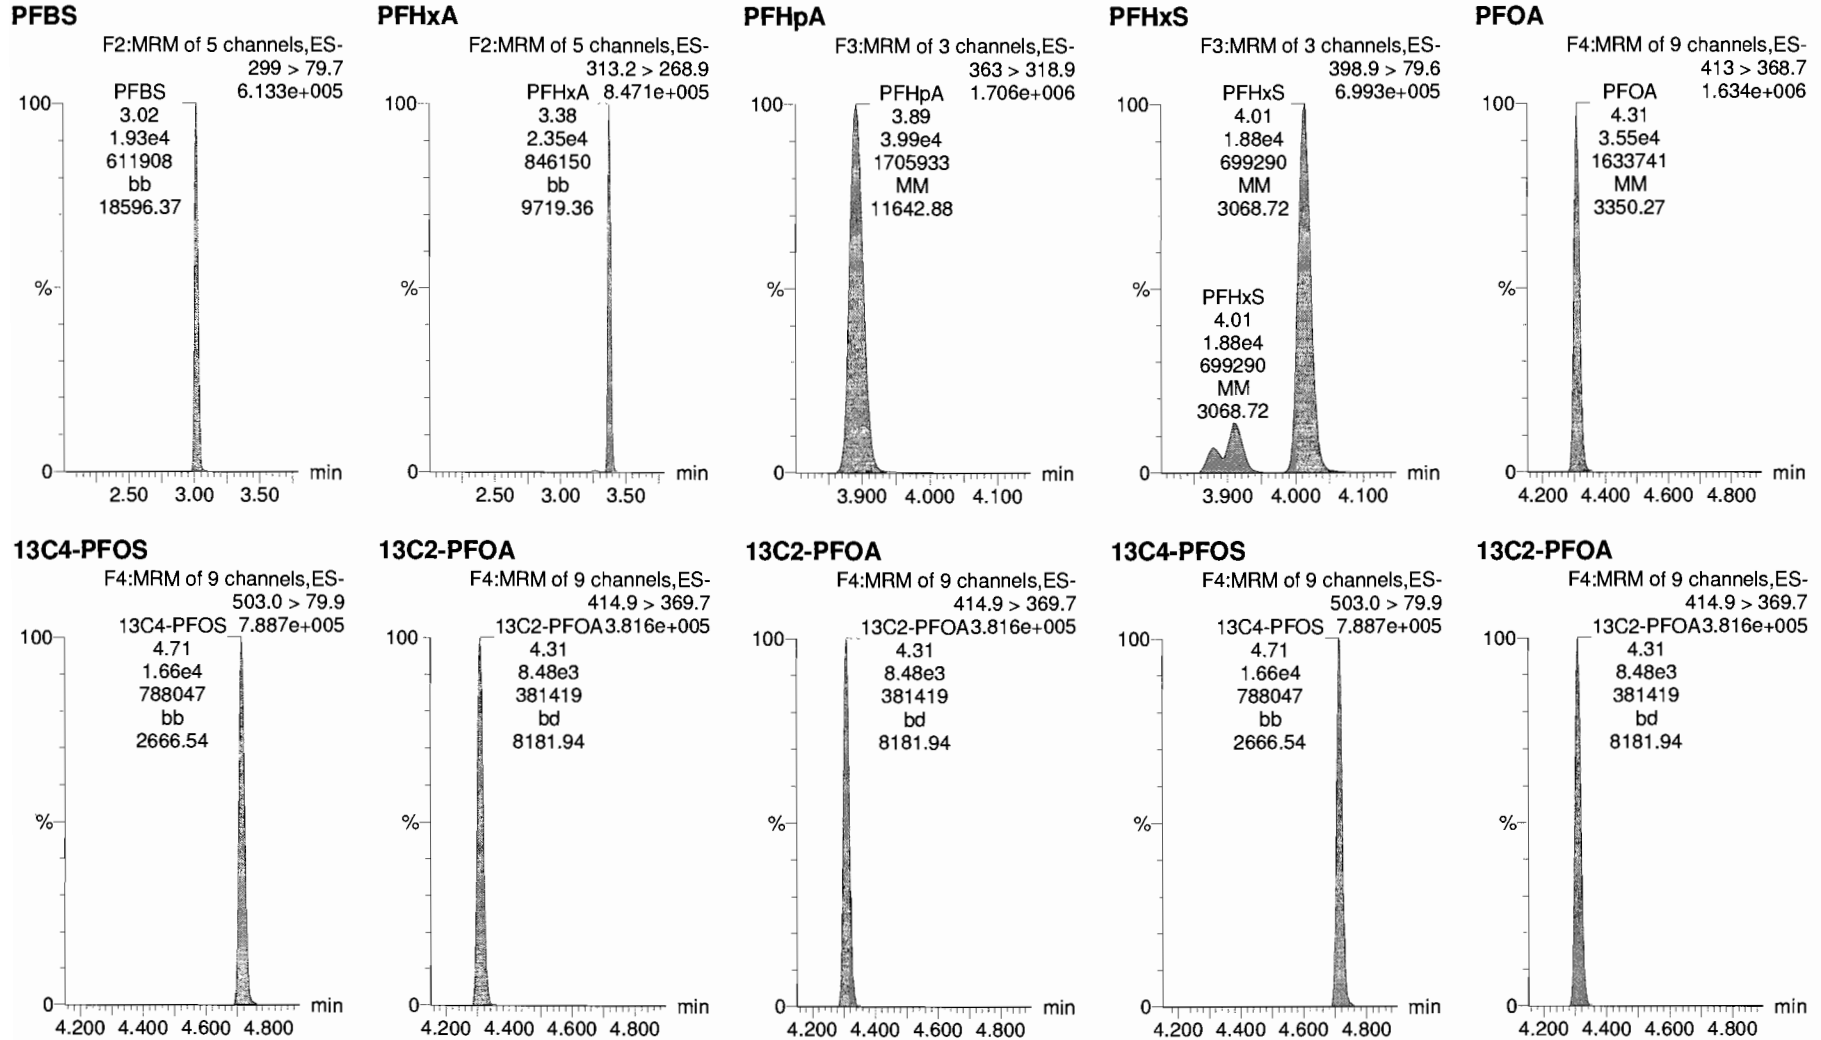 PFBS
F2:MRM of 5 channels,ES-
299 > 79.7
6.133e+005
PFBS
3.02
1.93e4
611908
bb
18596.37
100
%
0
min
2.50 3.00 3.50
PFHxA
F2:MRM of 5 channels,ES-
313.2 > 268.9
PFHxA 8.471e+005
3.38
2.35e4
846150
bb
9719.36
100
%
0
min
2.50 3.00 3.50
PFHpA
F3:MRM of 3 channels,ES-
363 > 318.9
PFHpA 1.706e+006
3.89
3.99e4
1705933
MM
11642.88
100
%
0
min
3.900 4.000 4.100
PFHxS
F3:MRM of 3 channels,ES-
398.9 > 79.6
PFHxS 6.993e+005
4.01
1.88e4
699290
MM
3068.72
PFHxS
4.01
1.88e4
699290
MM
3068.72
100
%
0
min
3.900 4.000 4.100
PFOA
F4:MRM of 9 channels,ES-
413 > 368.7
PFOA 1.634e+006
4.31
3.55e4
1633741
MM
3350.27
100
%
0
min
4.200 4.400 4.600 4.800
13C4-PFOS
F4:MRM of 9 channels,ES-
503.0 > 79.9
13C4-PFOS 7.887e+005
4.71
1.66e4
788047
bb
2666.54
100
%
0
min
4.200 4.400 4.600 4.800
13C2-PFOA
F4:MRM of 9 channels,ES-
414.9 > 369.7
13C2-PFOA3.816e+005
4.31
8.48e3
381419
bd
8181.94
100
%
0
min
4.200 4.400 4.600 4.800
13C2-PFOA
F4:MRM of 9 channels,ES-
414.9 > 369.7
13C2-PFOA3.816e+005
4.31
8.48e3
381419
bd
8181.94
100
%
0
min
4.200 4.400 4.600 4.800
13C4-PFOS
F4:MRM of 9 channels,ES-
503.0 > 79.9
13C4-PFOS 7.887e+005
4.71
1.66e4
788047
bb
2666.54
100
%
0
min
4.200 4.400 4.600 4.800
13C2-PFOA
F4:MRM of 9 channels,ES-
414.9 > 369.7
13C2-PFOA3.816e+005
4.31
8.48e3
381419
bd
8181.94
100
%
0
min
4.200 4.400 4.600 4.800